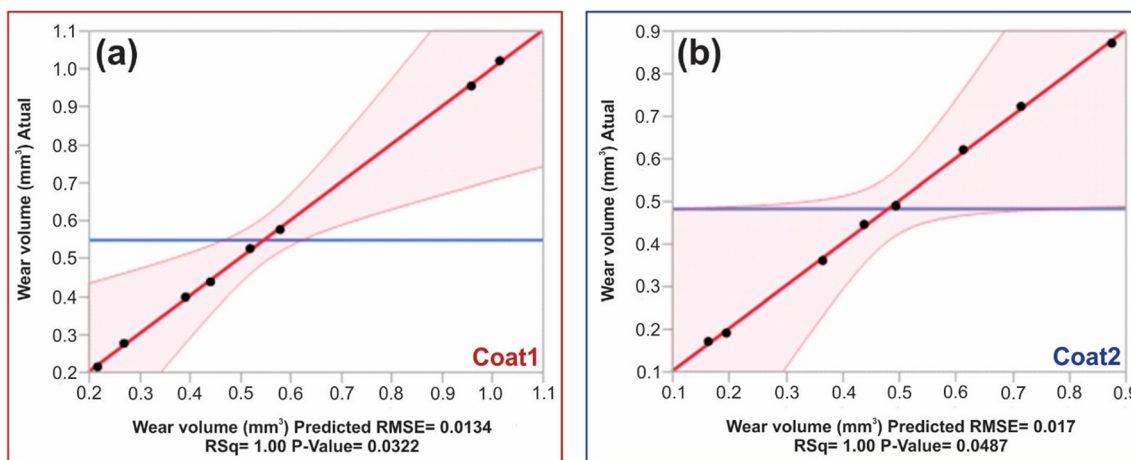 (a)
Wear volume (mm³) Atual
1.1
1.0
0.9
0.8
0.7
0.6
0.5
0.4
0.3
0.2
Coat1
0.2 0.3 0.4 0.5 0.6 0.7 0.8 0.9 1.0 1.1
Wear volume (mm³) Predicted RMSE= 0.0134
RSq= 1.00 P-Value= 0.0322
(b)
Wear volume (mm³) Atual
0.9
0.8
0.7
0.6
0.5
0.4
0.3
0.2
0.1
Coat2
0.1 0.2 0.3 0.4 0.5 0.6 0.7 0.8 0.9
Wear volume (mm³) Predicted RMSE= 0.017
RSq= 1.00 P-Value= 0.0487